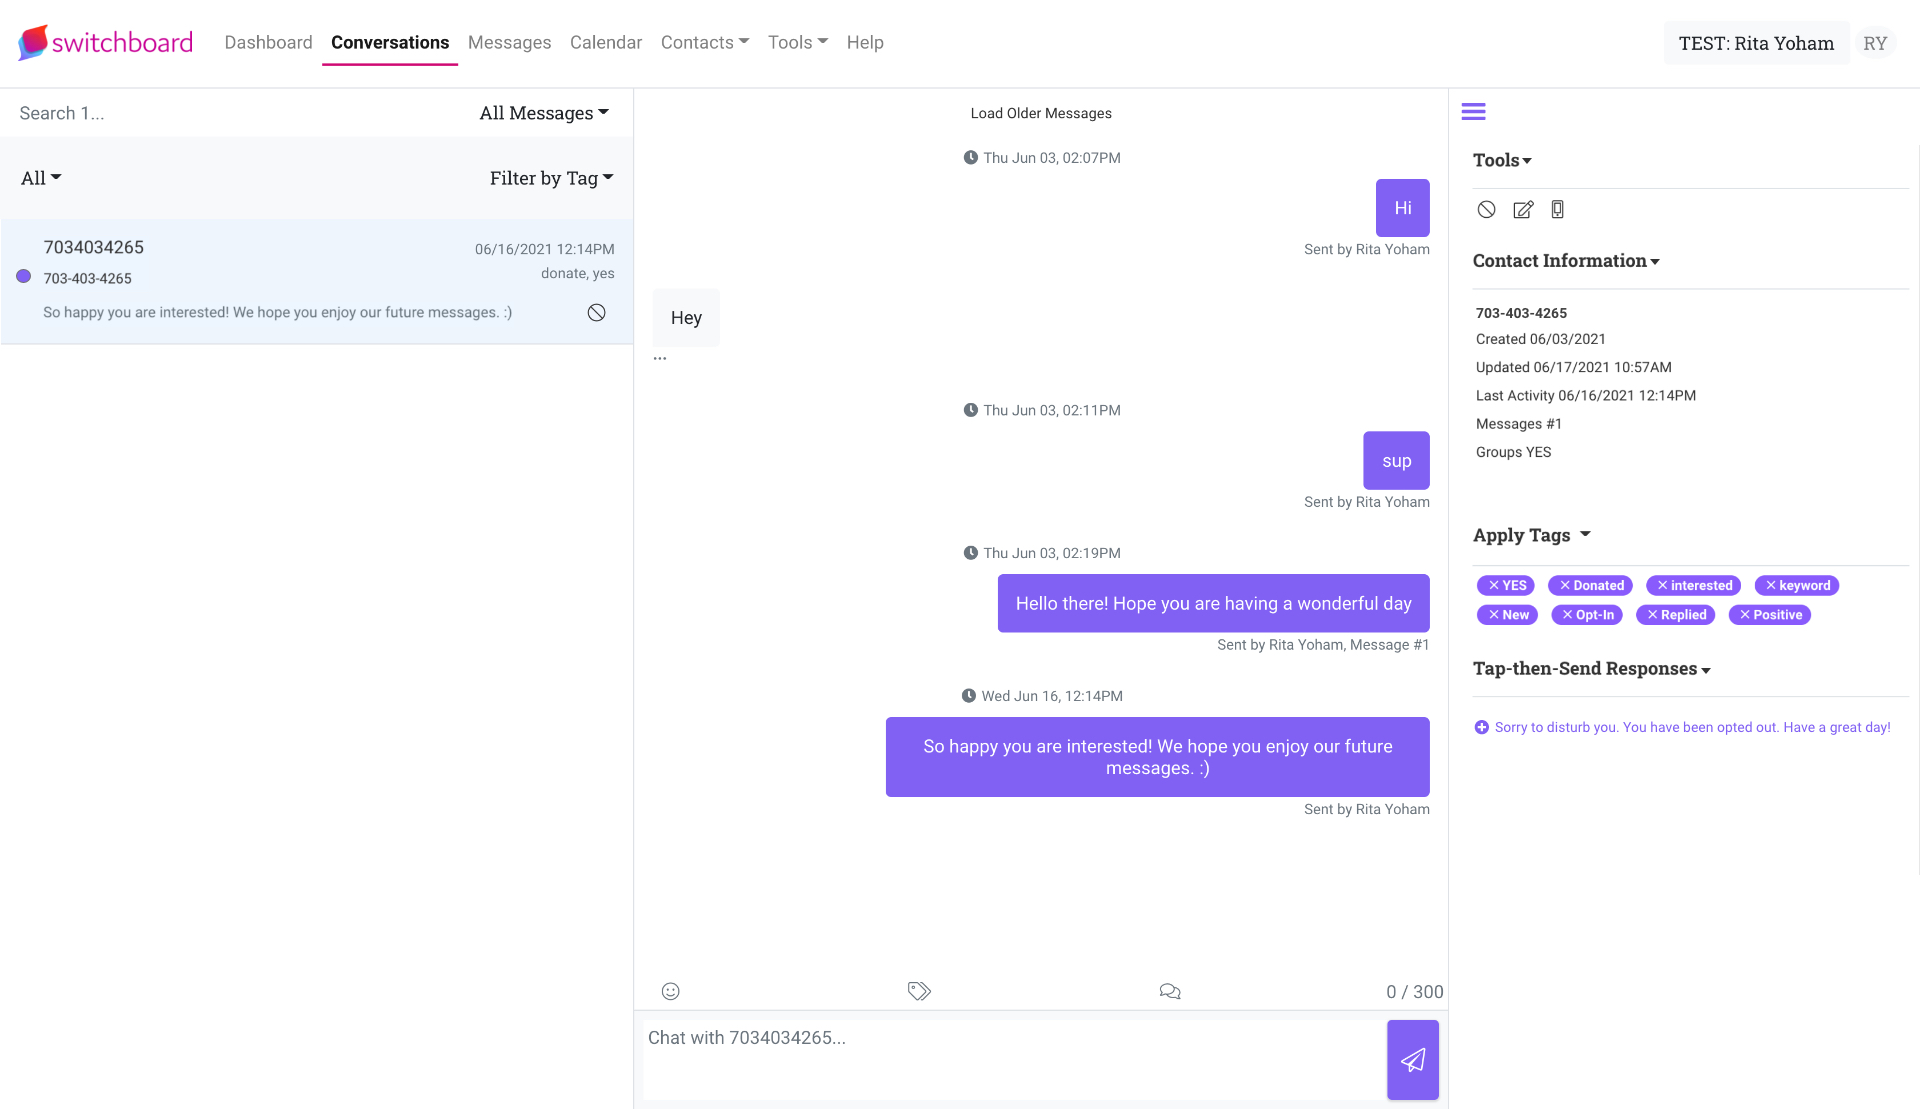 switchboard
Dashboard Conversations Messages Calendar Contacts Tools Help
TEST: Rita Yoham RY
Search 1...
All Messages
All
Filter by Tag
7034034265
06/16/2021 12:14PM
703-403-4265
donate, yes
So happy you are interested! We hope you enjoy our future messages. :)
Load Older Messages
Thu Jun 03, 02:07PM
Hi
Sent by Rita Yoham
Hey
...
Thu Jun 03, 02:11PM
sup
Sent by Rita Yoham
Thu Jun 03, 02:19PM
Hello there! Hope you are having a wonderful day
Sent by Rita Yoham, Message #1
Wed Jun 16, 12:14PM
So happy you are interested! We hope you enjoy our future
messages. :)
Sent by Rita Yoham
0 / 300
Chat with 7034034265...
Tools
Contact Information
703-403-4265
Created 06/03/2021
Updated 06/17/2021 10:57AM
Last Activity 06/16/2021 12:14PM
Messages #1
Groups YES
Apply Tags
× YES × Donated × interested × keyword
× New × Opt-In × Replied × Positive
Tap-then-Send Responses
Sorry to disturb you. You have been opted out. Have a great day!